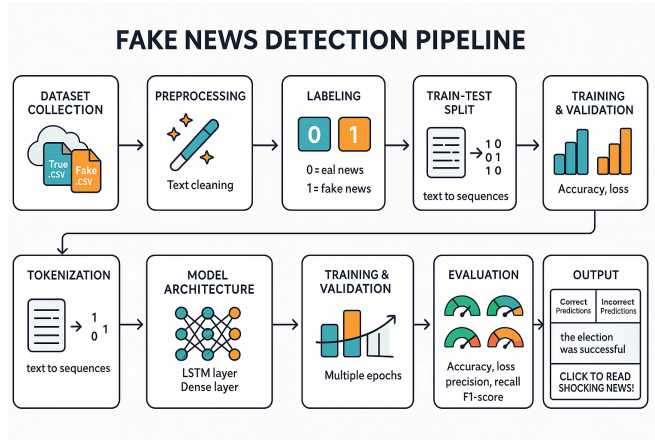 FAKE NEWS DETECTION PIPELINE
DATASET
COLLECTION
True
.csv
Fake
.csv
PREPROCESSING
Text cleaning
LABELING
0 1
0 = eal news
1 = fake news
TRAIN-TEST
SPLIT
1 0
0 1
1 0
text to sequences
TRAINING
& VALIDATION
Accuracy, loss
TOKENIZATION
1
0 1
text to sequences
MODEL
ARCHITECTURE
LSTM layer
Dense layer
TRAINING &
VALIDATION
Multiple epochs
EVALUATION
Accuracy, loss
precision, recall
F1-score
OUTPUT
Correct
Predictions
Incorrect
Predictions
the election
was successful
CLICK TO READ
SHOCKING NEWS!